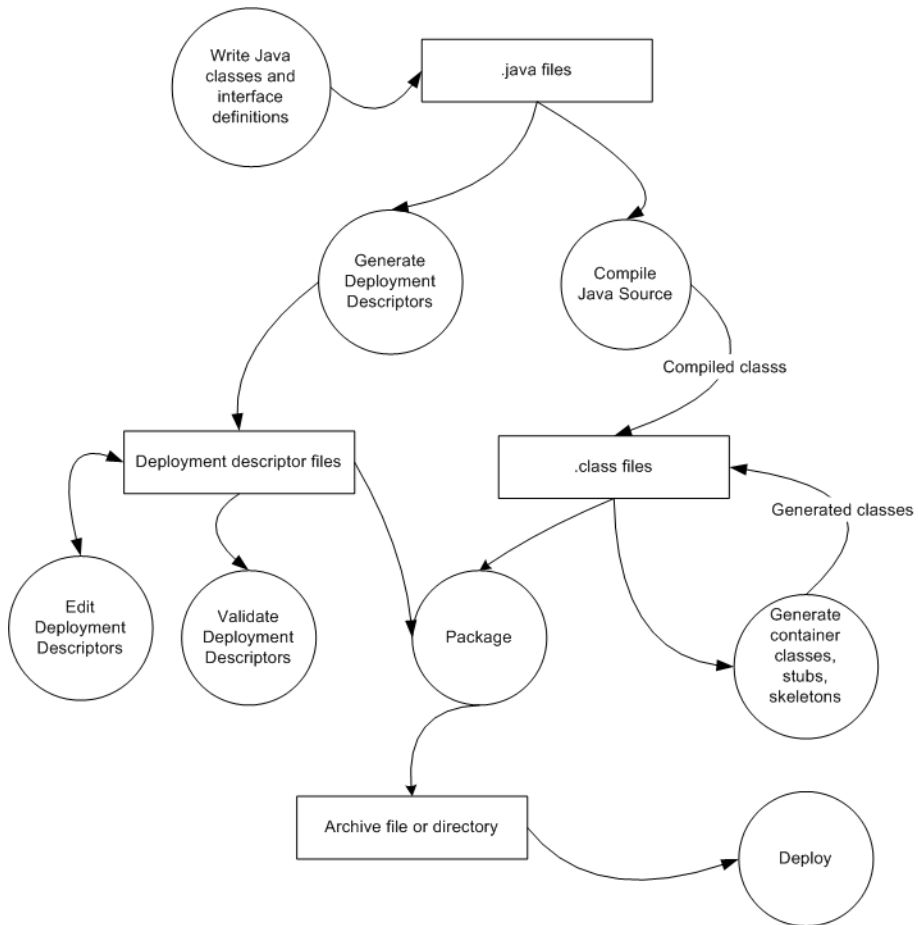 Write Java
classes and
interface
definitions
.java files
Generate
Deployment
Descriptors
Compile
Java Source
Compiled classs
Deployment descriptor files
.class files
Generated classes
Edit
Deployment
Descriptors
Validate
Deployment
Descriptors
Package
Generate
container
classes,
stubs,
skeletons
Archive file or directory
Deploy